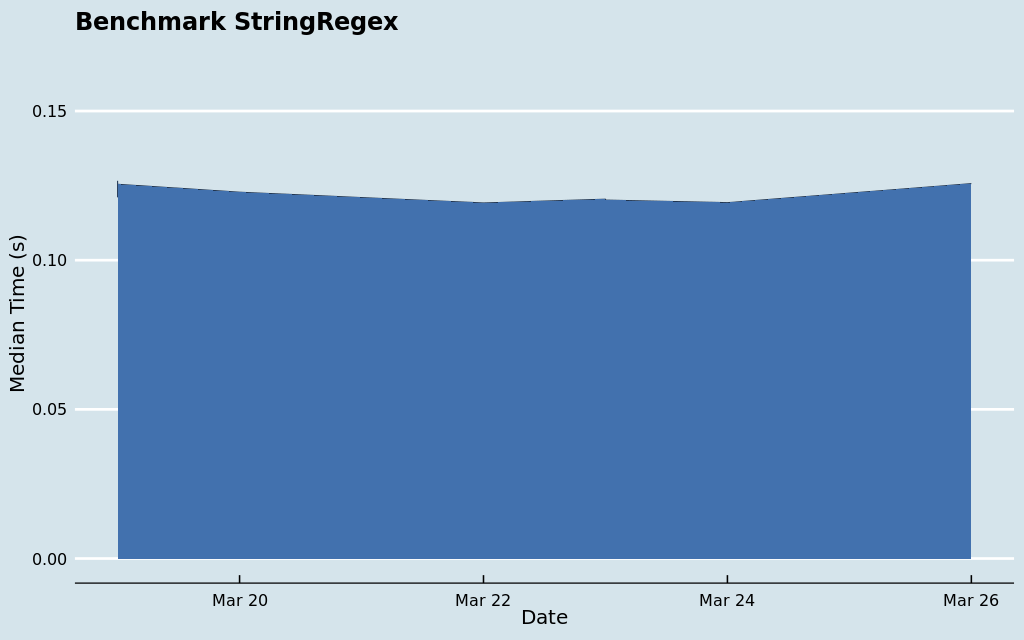 Benchmark StringRegex
Median Time (s)
0.15
0.10
0.05
0.00
Mar 20
Mar 22
Mar 24
Mar 26
Date